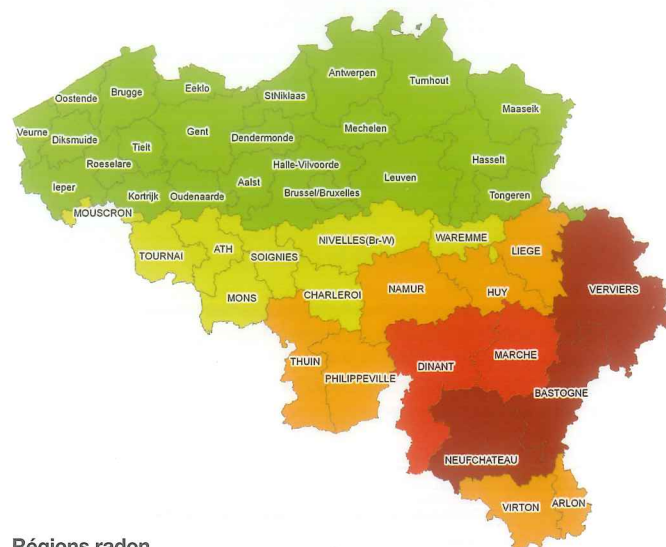 Antwerpen
Turnhout
Eeklo
Brugge
StNiklaas
Oostende
Maaseik
Veurne
Gent
Mechelen
Diksmuide
Tielt
Dendermonde
Roeselare
Halle-Vilvoorde
Hasselt
Aalst
Leuven
Ieper
Kortrijk
Oudenaarde
Brussel/Bruxelles
Tongeren
MOUSCRON
ATH
NIVELLES(Br-W)
WAREMME
TOURNAI
SOIGNIES
LIEGE
MONS
CHARLEROI
NAMUR
HUY
VERVIERS
THUIN
MARCHE
DINANT
PHILIPPEVILLE
BASTOGNE
NEUFCHATEAU
VIRTON
ARLON
Régions radon